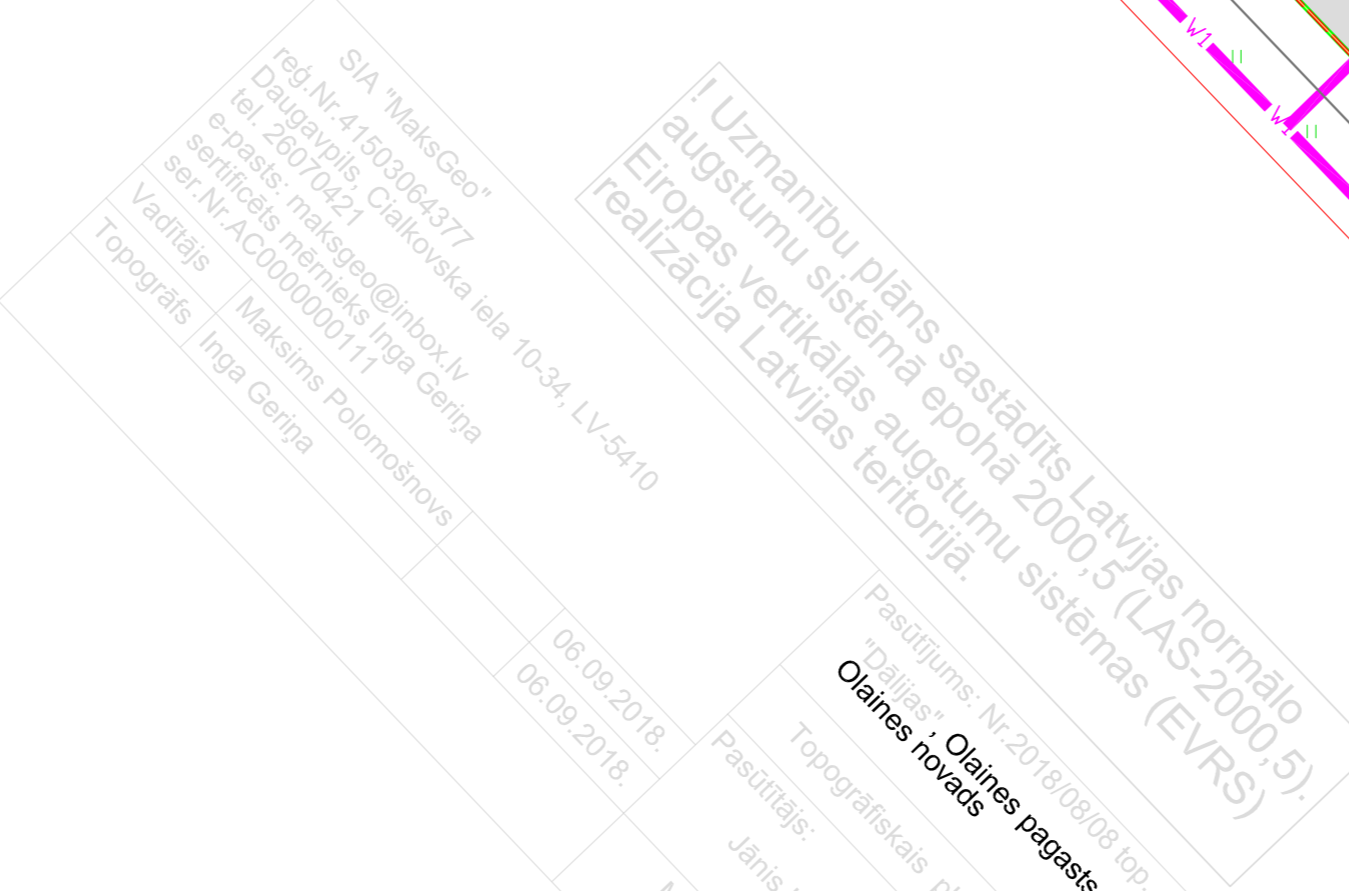 SIA "MaksGeo"
reģ.Nr.41503064377
Daugavpils, Cialkovska iela 10-34, LV-5410
tel. 26070421
e-pasts: maksgeo@inbox.lv
sertificēts mērnieks Inga Geriņa
ser.Nr.AC0000000111
Vadītājs
Maksims Polomošnovs
06.09.2018.
Topogrāfs
Inga Geriņa
06.09.2018.
! Uzmanību plāns sastādīts Latvijas normālo
augstumu sistēmā epohā 2000,5 (LAS-2000,5).
Eiropas vertikālās augstumu sistēmas (EVRS)
realizācija Latvijas teritorijā.
Pasūtījums: Nr.2018/08/08 top.
"Dālijas", Olaines pagasts
Olaines novads
Topogrāfiskais
Pasūtītājs:
Jānis
W1
W1